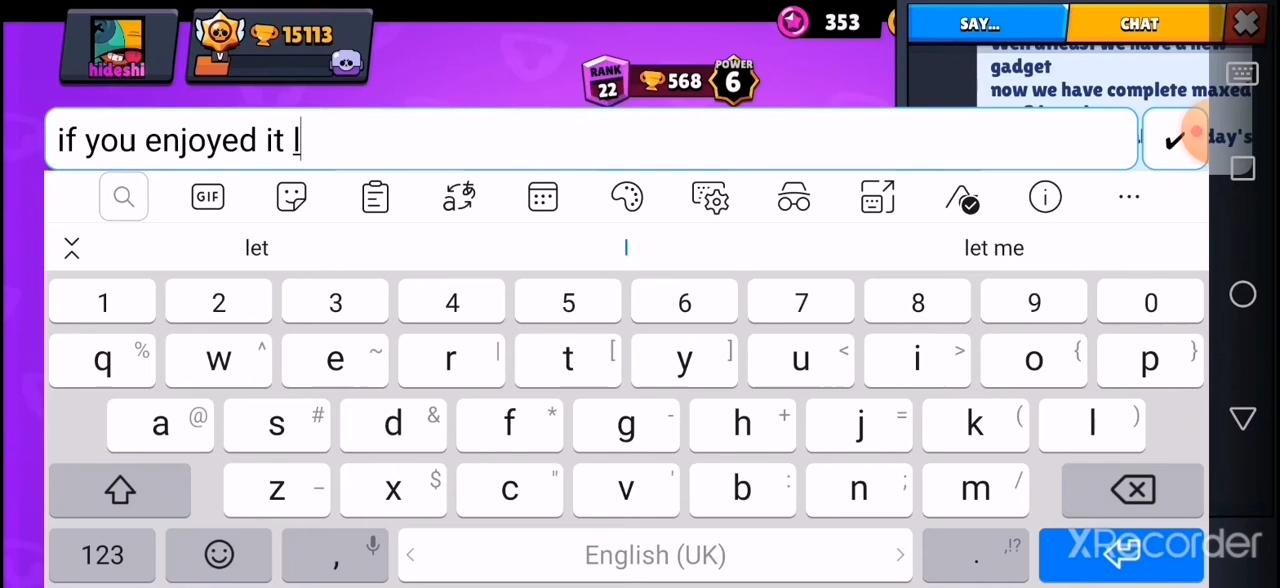 353
SAY...
CHAT
15113
hideshi
V
RANK
22
568
POWER
6
gadget
now we have complete maxed
day's
if you enjoyed it l
GIF
let
l
let me
1 2 3 4 5 6 7 8 9 0
q % w ^ e ~ r | t [ y ] u < i > o { p }
a @ s # d & f * g - h + j = k ( l )
z _ x $ c " v ' b : n ; m /
123 , < English (UK) > . ,!?
XRecorder